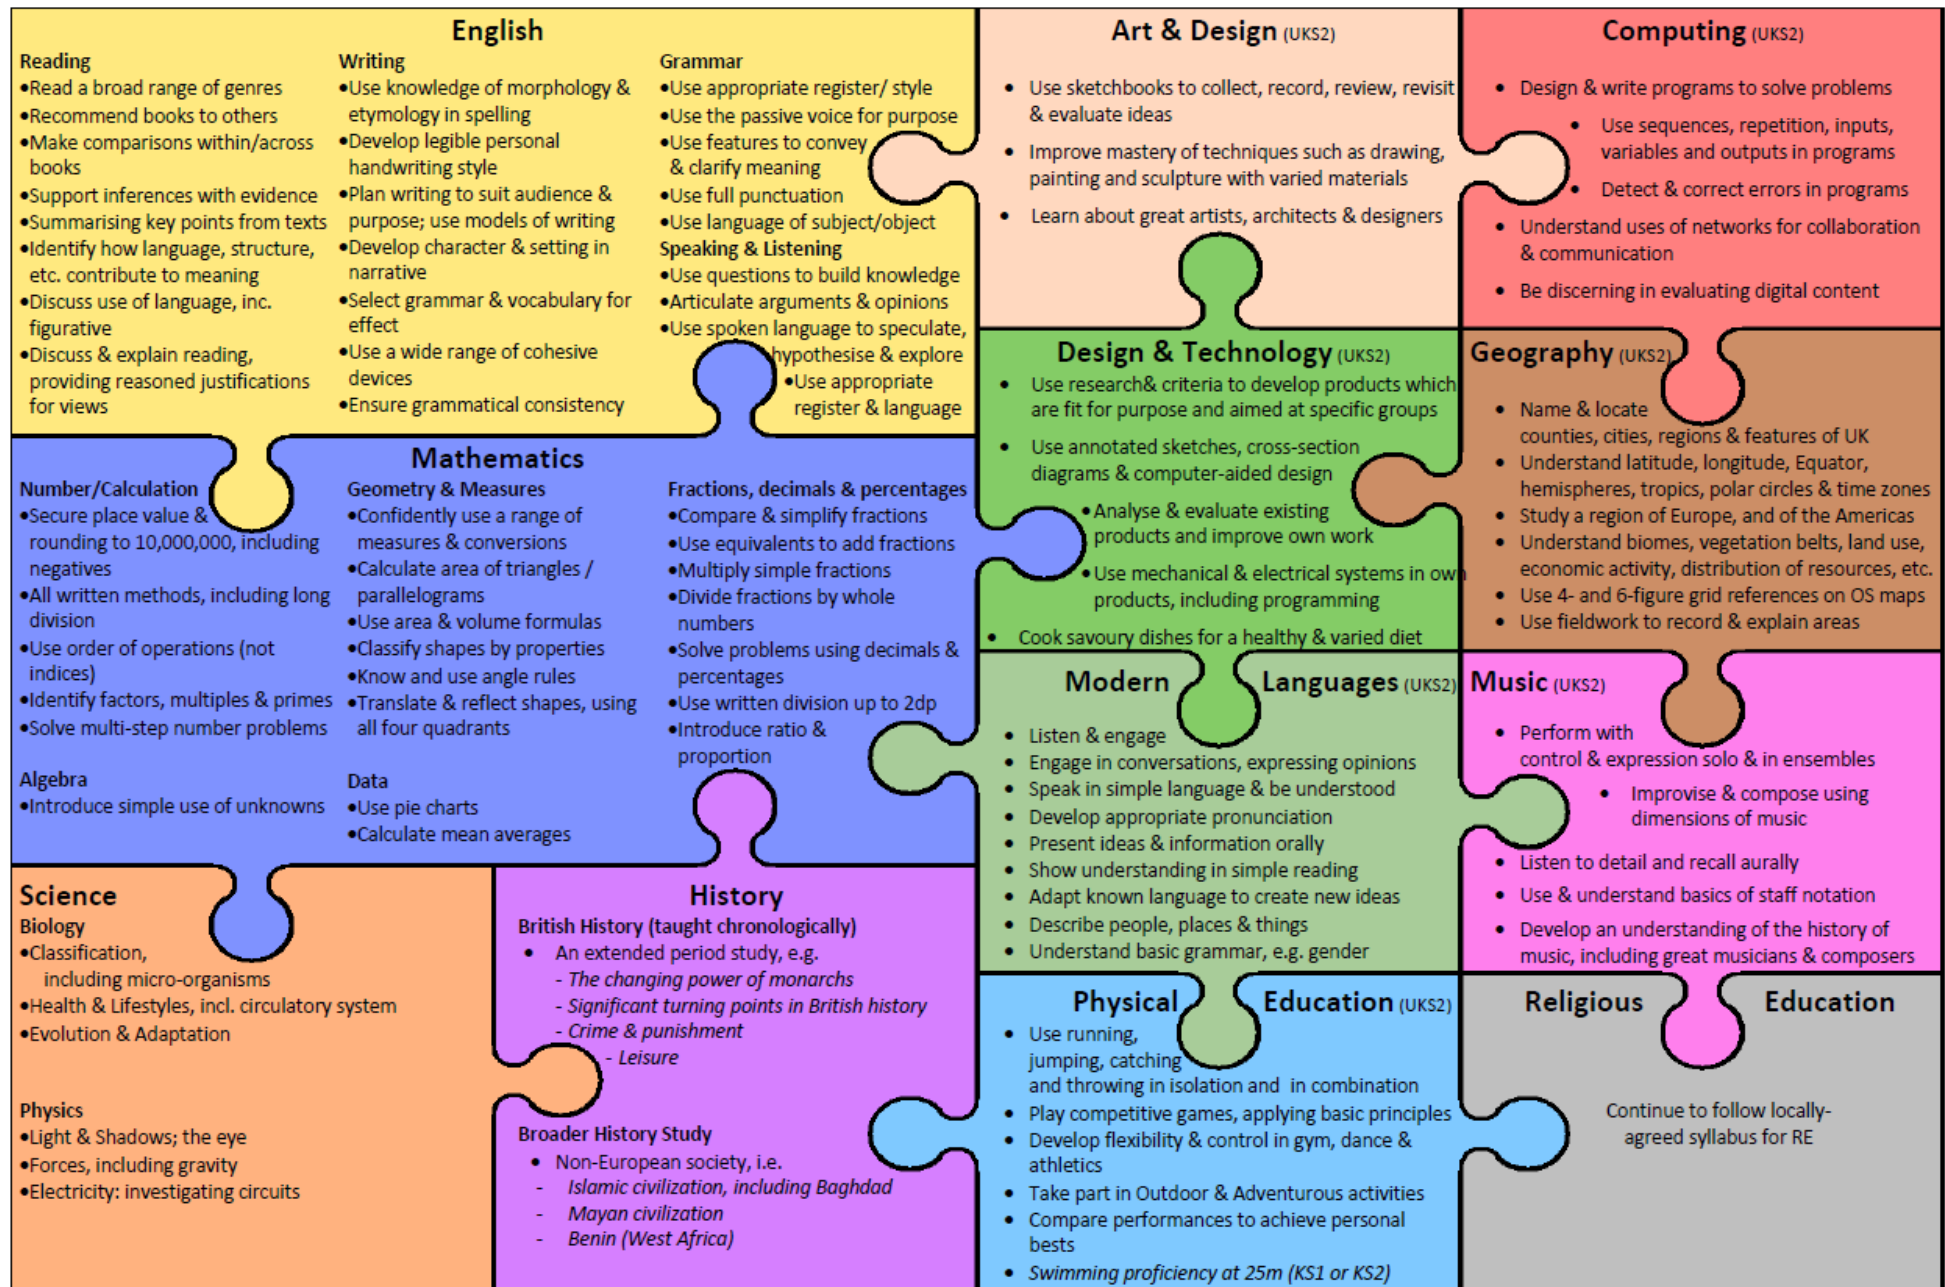 English
Reading
•Read a broad range of genres
•Recommend books to others
•Make comparisons within/across
books
•Support inferences with evidence
•Summarising key points from texts
•Identify how language, structure,
etc. contribute to meaning
•Discuss use of language, inc.
figurative
•Discuss & explain reading,
providing reasoned justifications
for views
Writing
•Use knowledge of morphology &
etymology in spelling
•Develop legible personal
handwriting style
•Plan writing to suit audience &
purpose; use models of writing
•Develop character & setting in
narrative
•Select grammar & vocabulary for
effect
•Use a wide range of cohesive
devices
•Ensure grammatical consistency
Grammar
•Use appropriate register/ style
•Use the passive voice for purpose
•Use features to convey
& clarify meaning
•Use full punctuation
•Use language of subject/object
Speaking & Listening
•Use questions to build knowledge
•Articulate arguments & opinions
•Use spoken language to speculate,
hypothesise & explore
•Use appropriate
register & language
Art & Design (UKS2)
• Use sketchbooks to collect, record, review, revisit
& evaluate ideas
• Improve mastery of techniques such as drawing,
painting and sculpture with varied materials
• Learn about great artists, architects & designers
Computing (UKS2)
• Design & write programs to solve problems
• Use sequences, repetition, inputs,
variables and outputs in programs
• Detect & correct errors in programs
• Understand uses of networks for collaboration
& communication
• Be discerning in evaluating digital content
Mathematics
Number/Calculation
•Secure place value &
rounding to 10,000,000, including
negatives
•All written methods, including long
division
•Use order of operations (not
indices)
•Identify factors, multiples & primes
•Solve multi-step number problems
Algebra
•Introduce simple use of unknowns
Geometry & Measures
•Confidently use a range of
measures & conversions
•Calculate area of triangles /
parallelograms
•Use area & volume formulas
•Classify shapes by properties
•Know and use angle rules
•Translate & reflect shapes, using
all four quadrants
Data
•Use pie charts
•Calculate mean averages
Fractions, decimals & percentages
•Compare & simplify fractions
•Use equivalents to add fractions
•Multiply simple fractions
•Divide fractions by whole
numbers
•Solve problems using decimals &
percentages
•Use written division up to 2dp
•Introduce ratio &
proportion
Design & Technology (UKS2)
• Use research& criteria to develop products which
are fit for purpose and aimed at specific groups
• Use annotated sketches, cross-section
diagrams & computer-aided design
•Analyse & evaluate existing
products and improve own work
•Use mechanical & electrical systems in own
products, including programming
• Cook savoury dishes for a healthy & varied diet
Geography (UKS2)
• Name & locate
counties, cities, regions & features of UK
• Understand latitude, longitude, Equator,
hemispheres, tropics, polar circles & time zones
• Study a region of Europe, and of the Americas
• Understand biomes, vegetation belts, land use,
economic activity, distribution of resources, etc.
• Use 4- and 6-figure grid references on OS maps
• Use fieldwork to record & explain areas
Modern Languages (UKS2)
• Listen & engage
• Engage in conversations, expressing opinions
• Speak in simple language & be understood
• Develop appropriate pronunciation
• Present ideas & information orally
• Show understanding in simple reading
• Adapt known language to create new ideas
• Describe people, places & things
• Understand basic grammar, e.g. gender
Music (UKS2)
• Perform with
control & expression solo & in ensembles
• Improvise & compose using
dimensions of music
• Listen to detail and recall aurally
• Use & understand basics of staff notation
• Develop an understanding of the history of
music, including great musicians & composers
Science
Biology
•Classification,
including micro-organisms
•Health & Lifestyles, incl. circulatory system
•Evolution & Adaptation
Physics
•Light & Shadows; the eye
•Forces, including gravity
•Electricity: investigating circuits
History
British History (taught chronologically)
• An extended period study, e.g.
- The changing power of monarchs
- Significant turning points in British history
- Crime & punishment
- Leisure
Broader History Study
• Non-European society, i.e.
- Islamic civilization, including Baghdad
- Mayan civilization
- Benin (West Africa)
Physical Education (UKS2)
• Use running,
jumping, catching
and throwing in isolation and in combination
• Play competitive games, applying basic principles
• Develop flexibility & control in gym, dance &
athletics
• Take part in Outdoor & Adventurous activities
• Compare performances to achieve personal
bests
• Swimming proficiency at 25m (KS1 or KS2)
Religious Education
Continue to follow locally-
agreed syllabus for RE